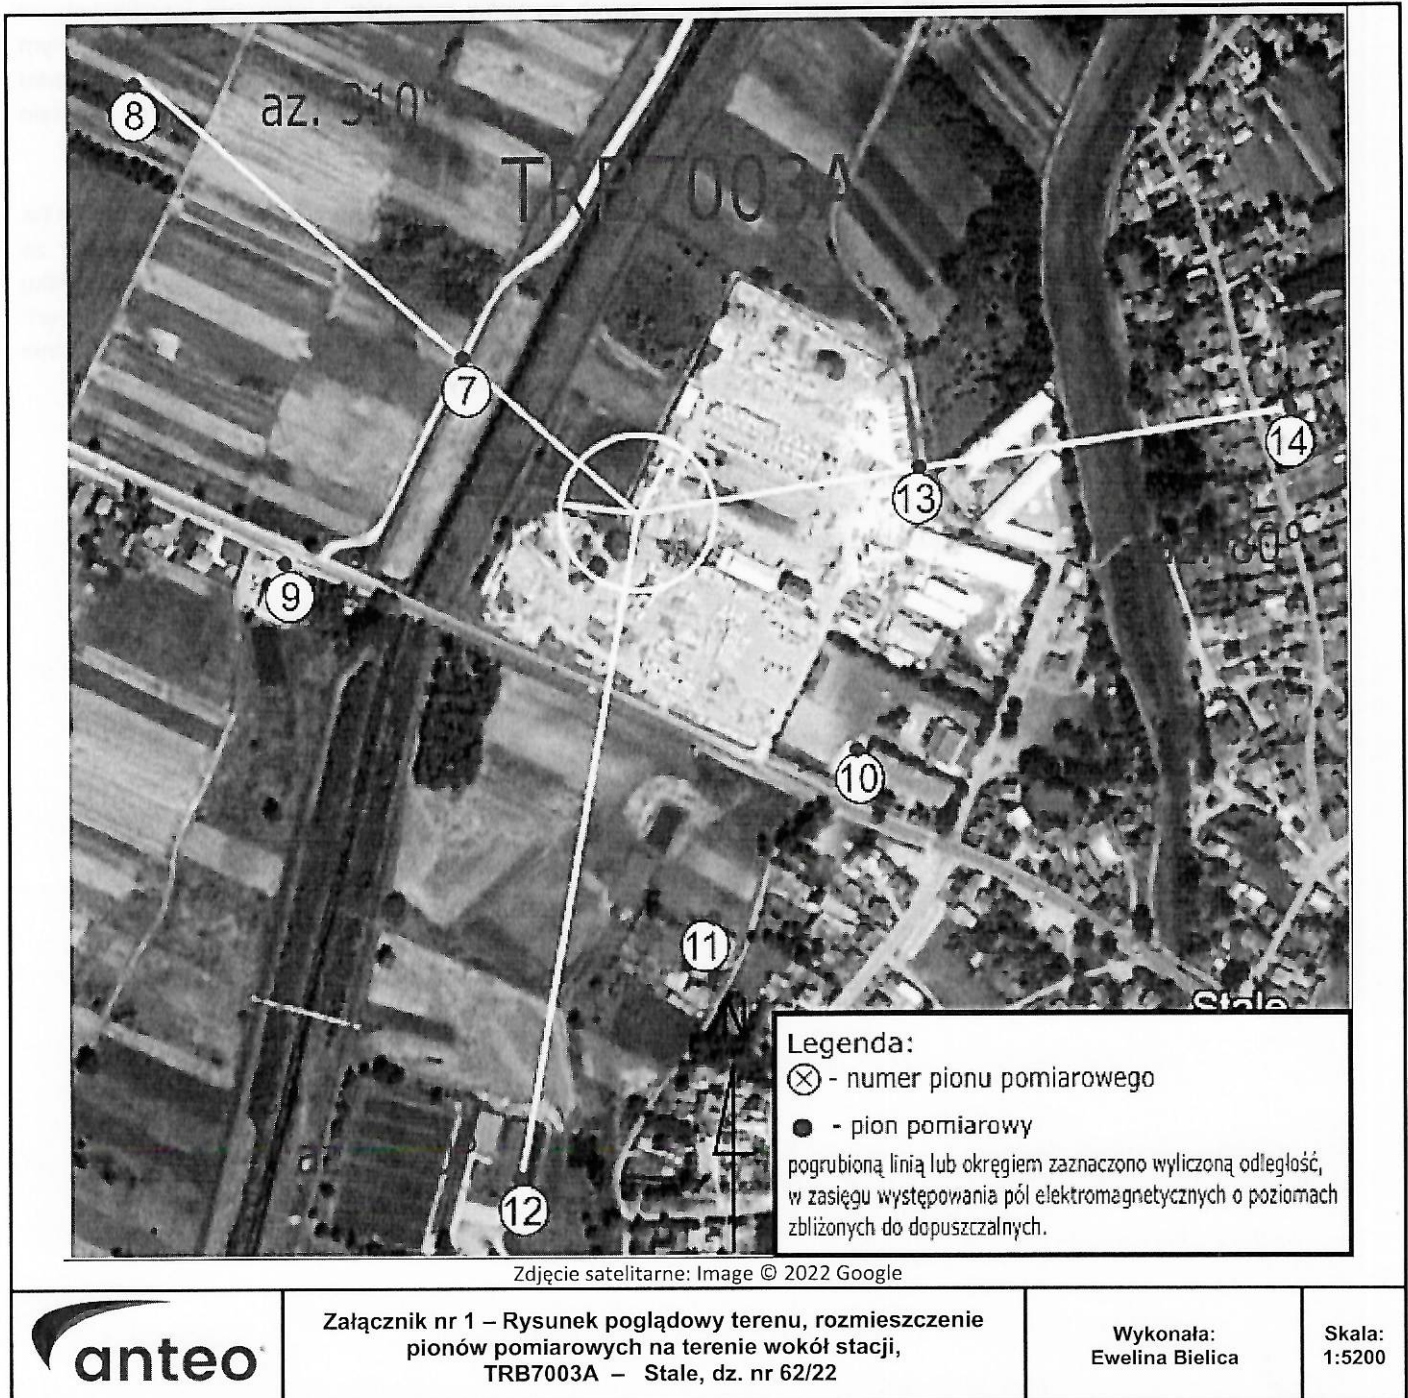 az. 310°
8
TRB7003A
7
14
13
9
10
11
Stale
N
az
12
Legenda:
- numer pionu pomiarowego
- pion pomiarowy
pogrubioną linią lub okręgiem zaznaczono wyliczoną odległość,
w zasięgu występowania pól elektromagnetycznych o poziomach
zbliżonych do dopuszczalnych.
Zdjęcie satelitarne: Image © 2022 Google
anteo
Załącznik nr 1 – Rysunek poglądowy terenu, rozmieszczenie
pionów pomiarowych na terenie wokół stacji,
TRB7003A – Stale, dz. nr 62/22
Wykonała:
Ewelina Bielica
Skala:
1:5200